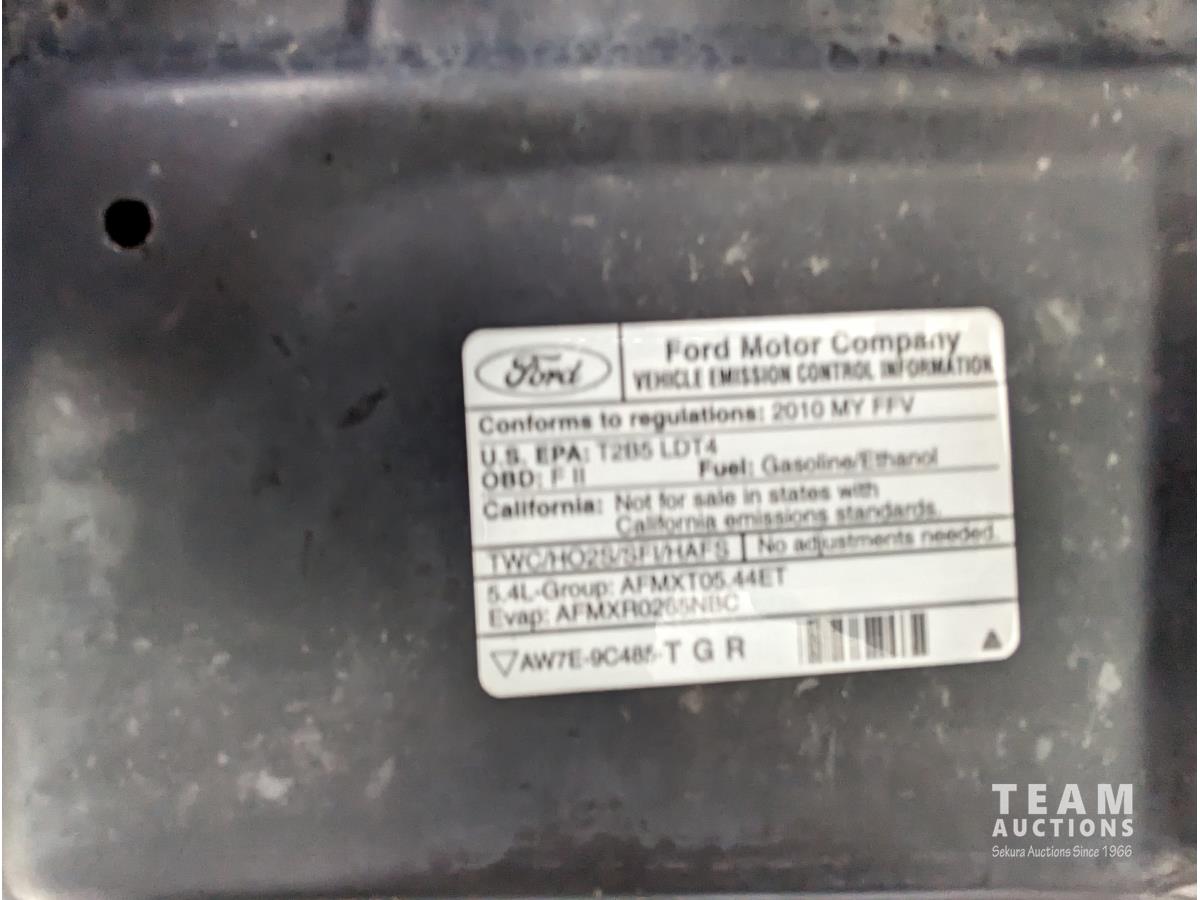 Ford
Ford Motor Company
VEHICLE EMISSION CONTROL INFORMATION
Conforms to regulations: 2010 MY FFV
U.S. EPA: T2B5 LDT4
OBD: F II Fuel: Gasoline/Ethanol
California: Not for sale in states with
California emissions standards.
TWC/HO2S/SFI/HAFS No adjustments needed.
5.4L-Group: AFMXT05.44ET
Evap: AFMXR0265NBC
AW7E-9C485-T G R
TEAM
AUCTIONS
Sekura Auctions Since 1966